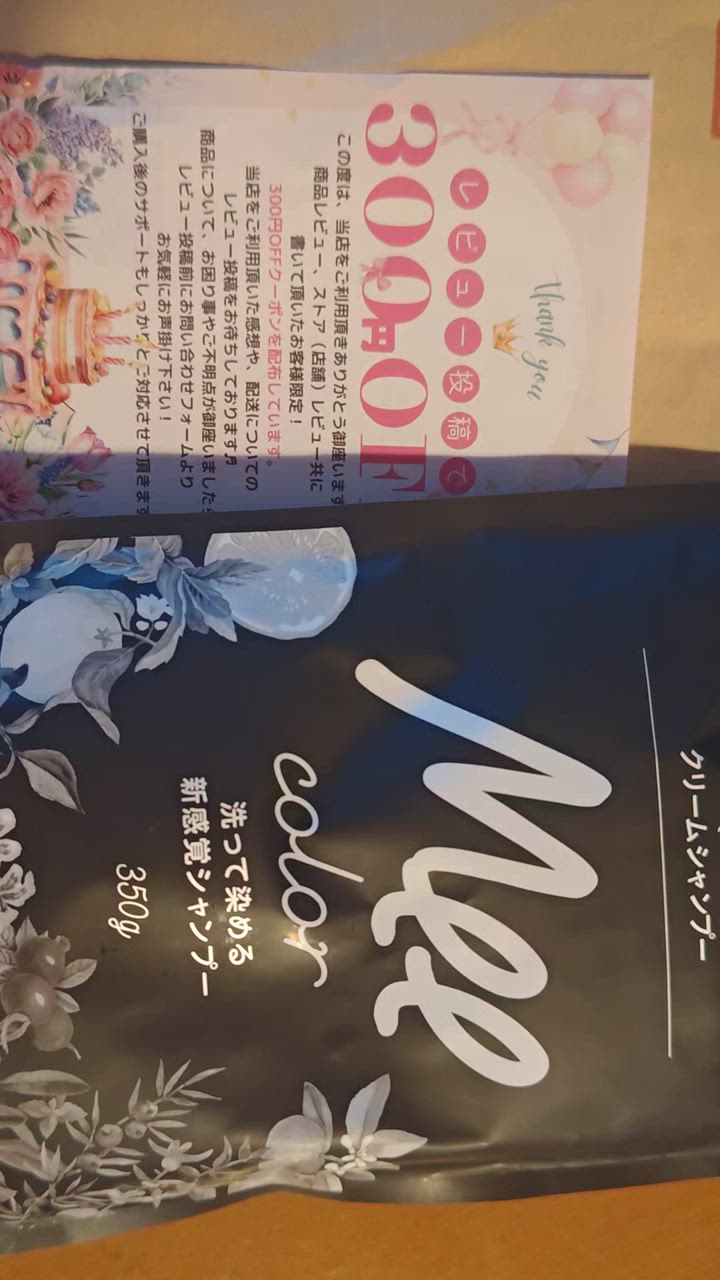 Thank you
レビュー投稿で
300円OF
この度は、当店をご利用頂きありがとう御座います
商品レビュー、ストア（店舗）レビュー共に
書いて頂いたお客様限定！
300円OFFクーポンを配布しています。
当店をご利用頂いた感想や、配送についての
レビュー投稿をお待ちしております♬
商品について、お困り事やご不明点が御座いました
レビュー投稿前にお問い合わせフォームより
お気軽にお声掛け下さい！
ご購入後のサポートもしっかりとご対応させて頂きます
クリームシャンプー
Mee
color
洗って染める
新感覚シャンプー
350g